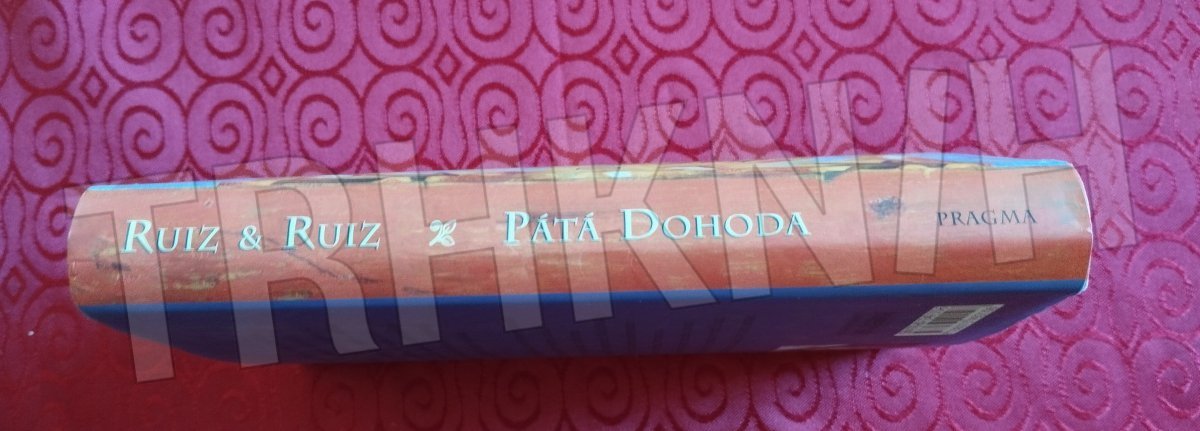 RUIZ & RUIZ PÁTÁ DOHODA PRAGMA
TRHKNIH